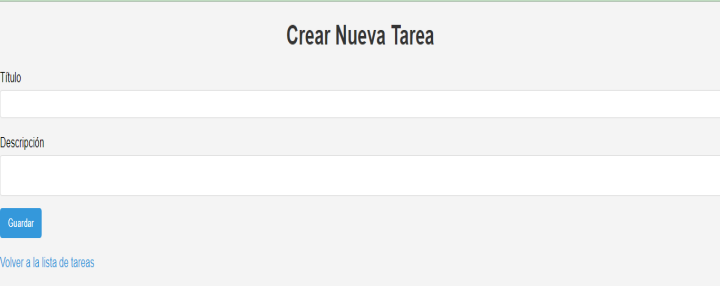 Crear Nueva Tarea
Título
Descripción
Guardar
Volver a la lista de tareas